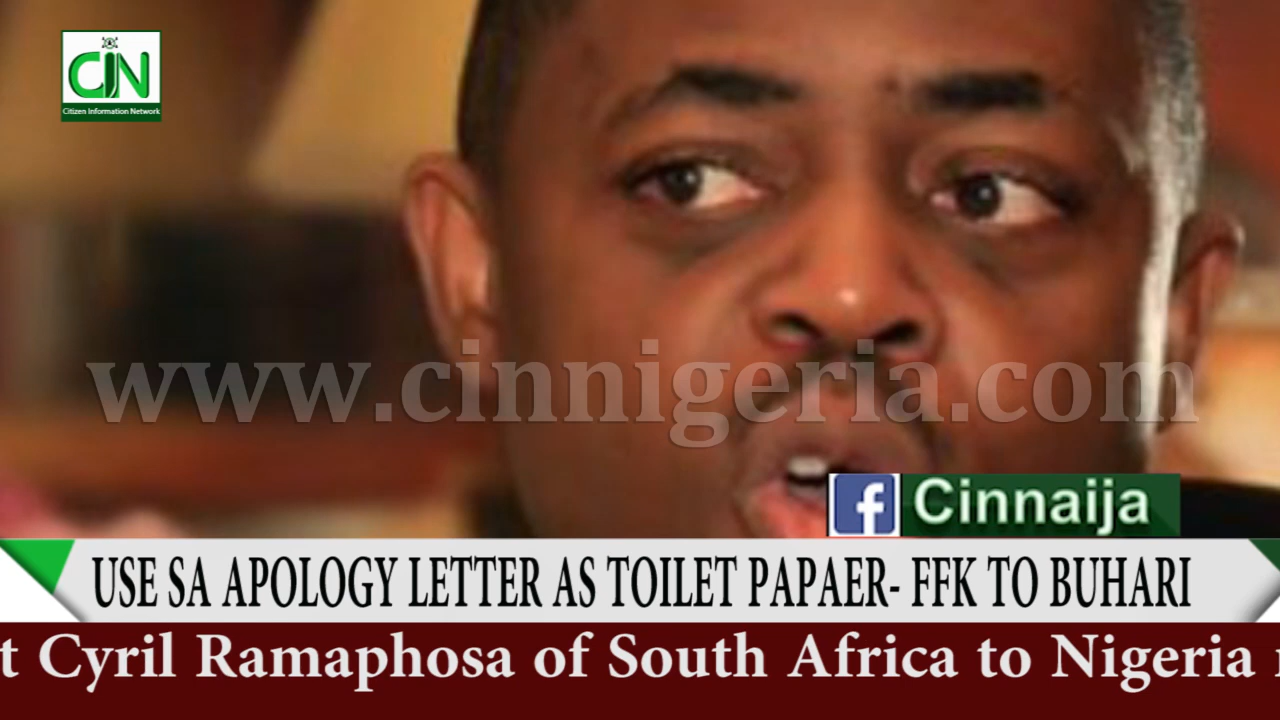 CIN
Citizen Information Network
www.cinnigeria.com
f Cinnaija
USE SA APOLOGY LETTER AS TOILET PAPAER- FFK TO BUHARI
t Cyril Ramaphosa of South Africa to Nigeria